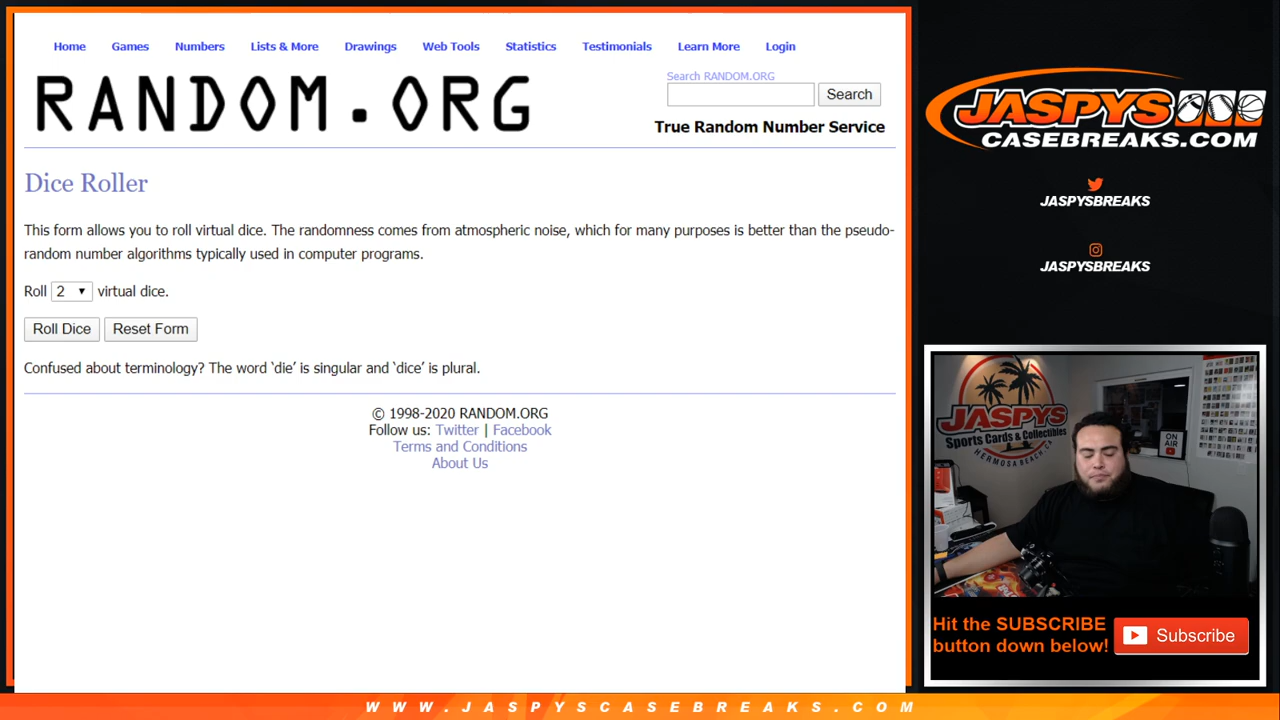 Home Games Numbers Lists & More Drawings Web Tools Statistics Testimonials Learn More Login
RANDOM.ORG
Search RANDOM.ORG
Search
True Random Number Service
Dice Roller
This form allows you to roll virtual dice. The randomness comes from atmospheric noise, which for many purposes is better than the pseudo-
random number algorithms typically used in computer programs.
Roll 2 virtual dice.
Roll Dice Reset Form
Confused about terminology? The word ‘die’ is singular and ‘dice’ is plural.
© 1998-2020 RANDOM.ORG
Follow us: Twitter | Facebook
Terms and Conditions
About Us
JASPYS
CASEBREAKS.COM
JASPYSBREAKS
JASPYSBREAKS
JASPYS
Sports Cards & Collectibles
HERMOSA BEACH, CA
ON
AIR
Hit the SUBSCRIBE
button down below!
Subscribe
WWW.JASPYSCASEBREAKS.COM